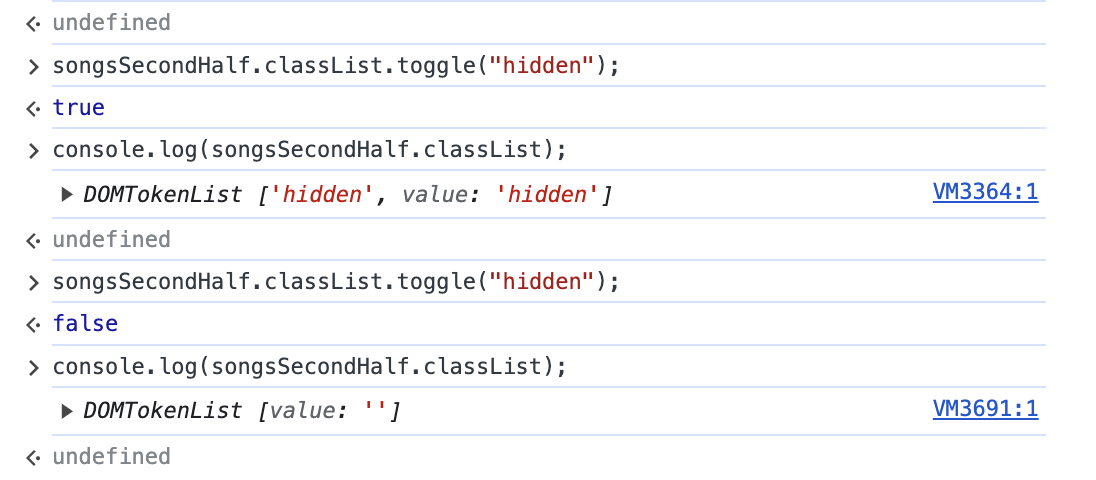 undefined
songsSecondHalf.classList.toggle("hidden");
true
console.log(songsSecondHalf.classList);
DOMTokenList ['hidden', value: 'hidden'] VM3364:1
undefined
songsSecondHalf.classList.toggle("hidden");
false
console.log(songsSecondHalf.classList);
DOMTokenList [value: ''] VM3691:1
undefined